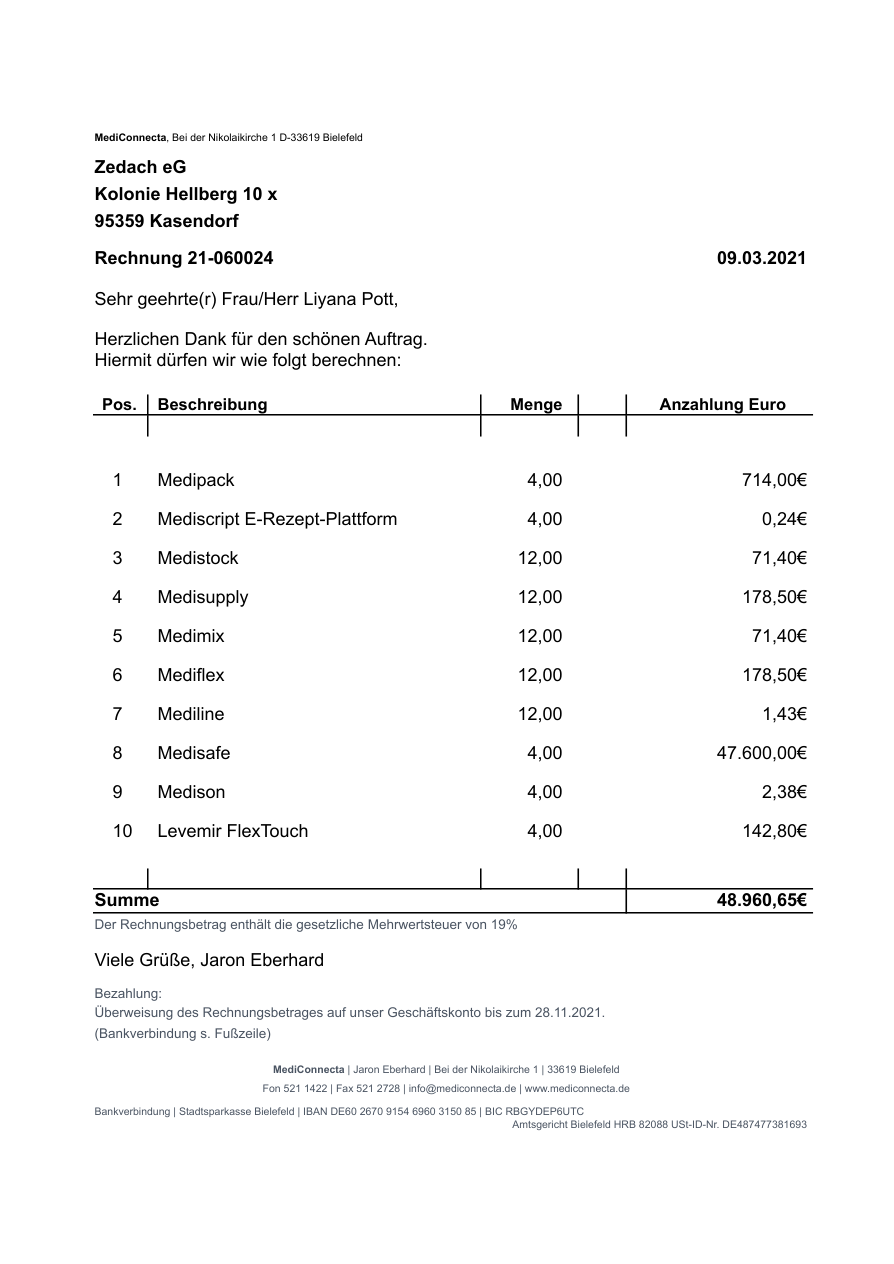 MediConnecta, Bei der Nikolaikirche 1 D-33619 Bielefeld
Zedach eG
Kolonie Hellberg 10 x
95359 Kasendorf
Rechnung 21-060024 09.03.2021
Sehr geehrte(r) Frau/Herr Liyana Pott,
Herzlichen Dank für den schönen Auftrag.
Hiermit dürfen wir wie folgt berechnen:
Pos. Beschreibung Menge Anzahlung Euro
1 Medipack 4,00 714,00€
2 Mediscript E-Rezept-Plattform 4,00 0,24€
3 Medistock 12,00 71,40€
4 Medisupply 12,00 178,50€
5 Medimix 12,00 71,40€
6 Mediflex 12,00 178,50€
7 Mediline 12,00 1,43€
8 Medisafe 4,00 47.600,00€
9 Medison 4,00 2,38€
10 Levemir FlexTouch 4,00 142,80€
Summe 48.960,65€
Der Rechnungsbetrag enthält die gesetzliche Mehrwertsteuer von 19%
Viele Grüße, Jaron Eberhard
Bezahlung:
Überweisung des Rechnungsbetrages auf unser Geschäftskonto bis zum 28.11.2021.
(Bankverbindung s. Fußzeile)
MediConnecta | Jaron Eberhard | Bei der Nikolaikirche 1 | 33619 Bielefeld
Fon 521 1422 | Fax 521 2728 | info@mediconnecta.de | www.mediconnecta.de
Bankverbindung | Stadtsparkasse Bielefeld | IBAN DE60 2670 9154 6960 3150 85 | BIC RBGYDEP6UTC
Amtsgericht Bielefeld HRB 82088 USt-ID-Nr. DE487477381693